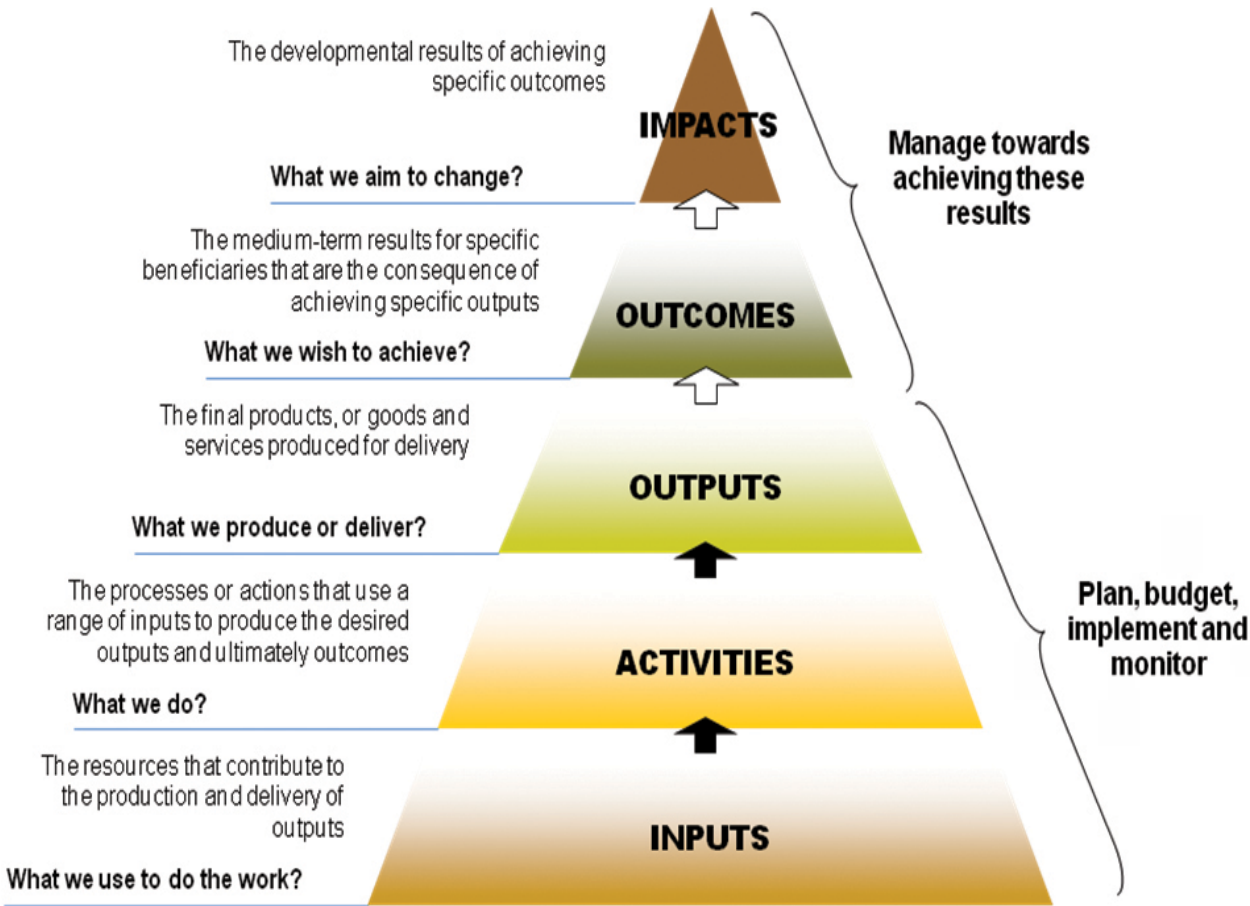 The developmental results of achieving
specific outcomes
IMPACTS
What we aim to change?
Manage towards
achieving these
results
The medium-term results for specific
beneficiaries that are the consequence of
achieving specific outputs
OUTCOMES
What we wish to achieve?
The final products, or goods and
services produced for delivery
OUTPUTS
What we produce or deliver?
The processes or actions that use a
range of inputs to produce the desired
outputs and ultimately outcomes
ACTIVITIES
What we do?
Plan, budget,
implement and
monitor
The resources that contribute to
the production and delivery of
outputs
INPUTS
What we use to do the work?